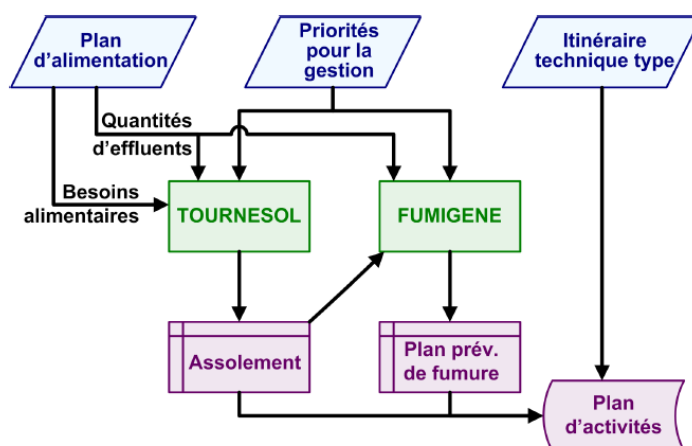 Plan
d’alimentation
Priorités
pour la
gestion
Itinéraire
technique type
Quantités
d’effluents
Besoins
alimentaires
TOURNESOL
FUMIGENE
Assolement
Plan prév.
de fumure
Plan
d’activités